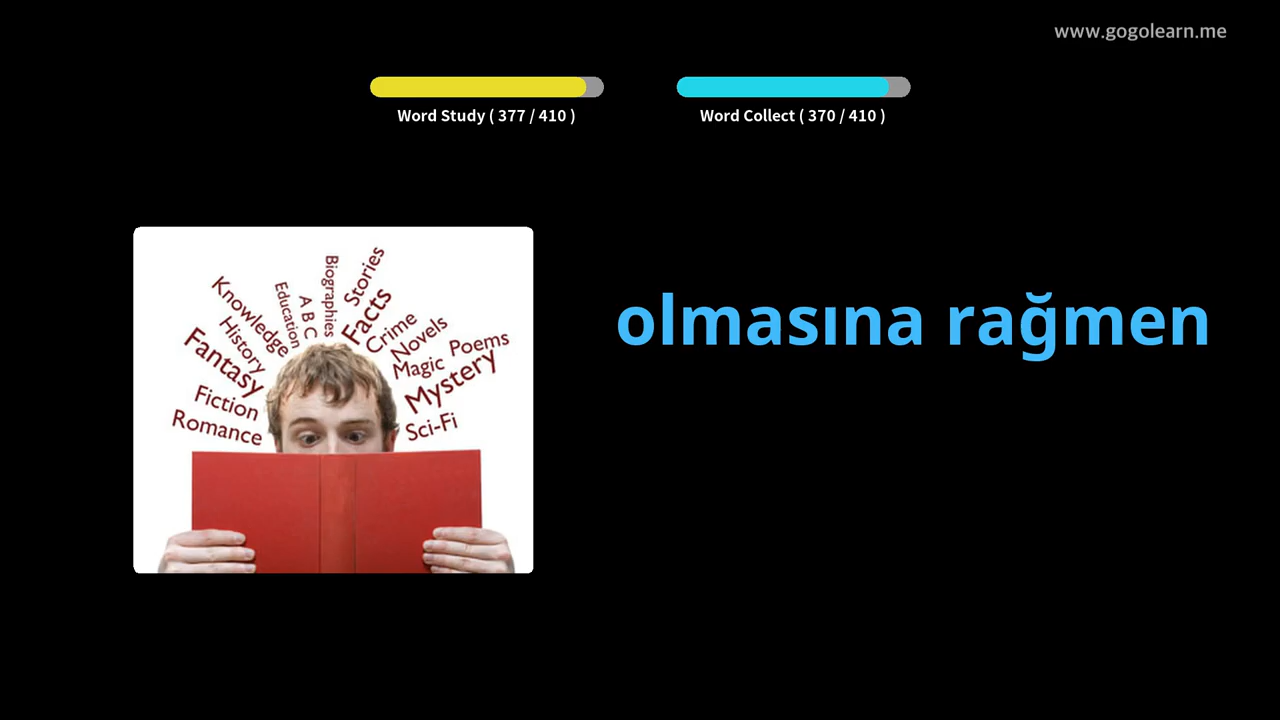 www.gogolearn.me
Word Study ( 377 / 410 )
Word Collect ( 370 / 410 )
olmasına rağmen
Knowledge
Education
A B C
Biographies
Stories
Facts
History
Crime
Novels
Poems
Fantasy
Magic
Mystery
Fiction
Romance
Sci-Fi